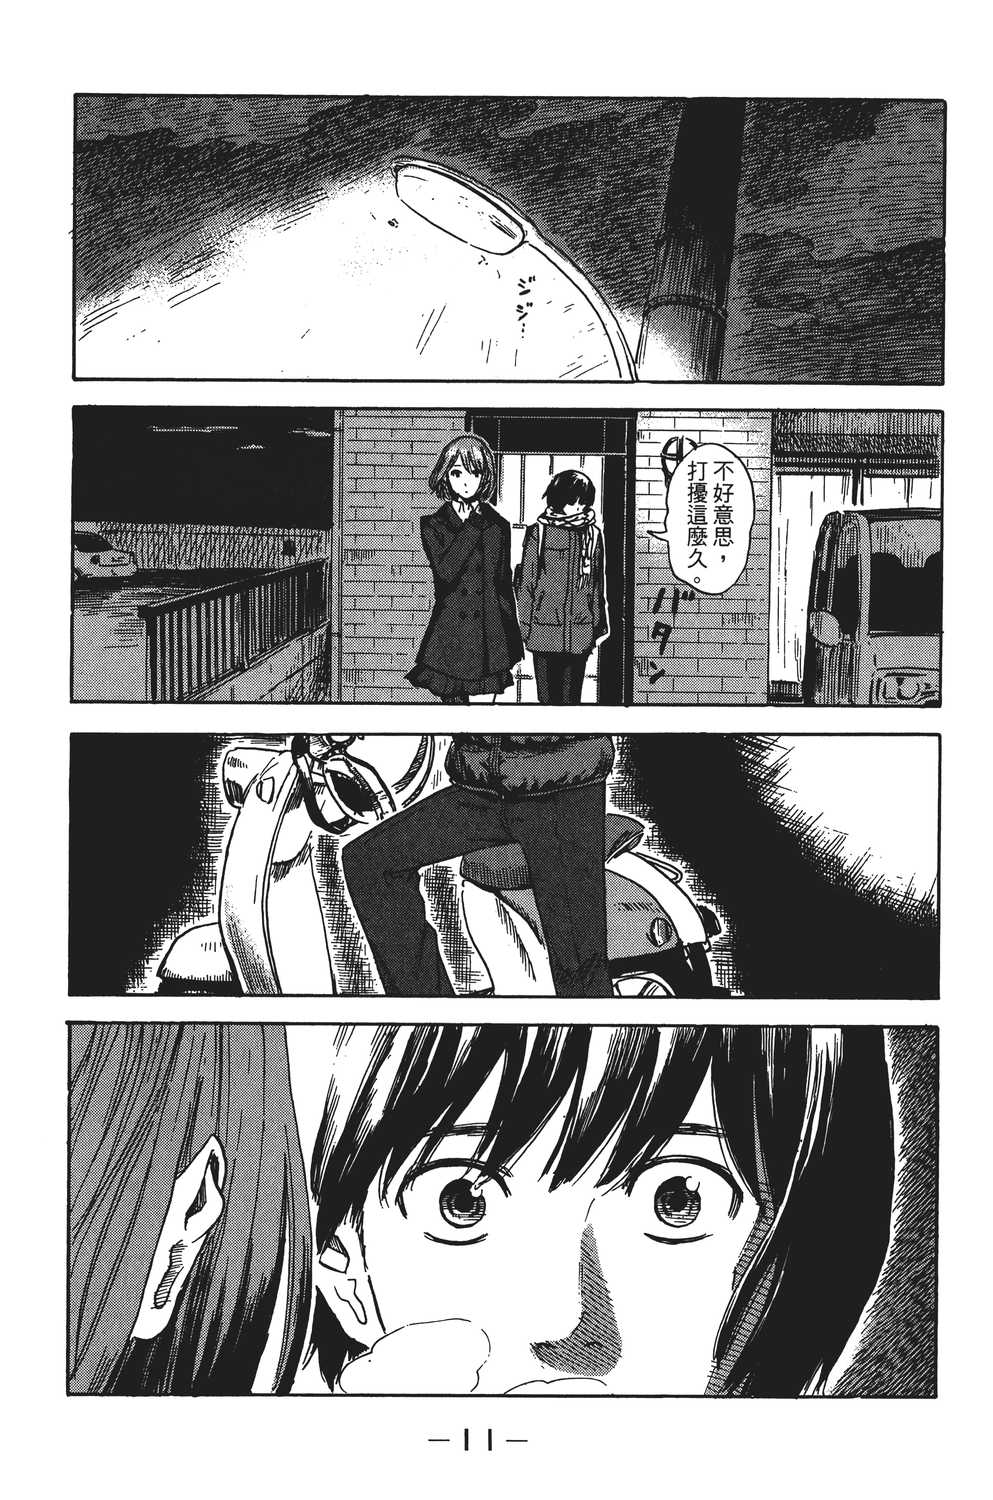 ジジ…
不好意思，
打擾這麼久。
バタン
— 11 —